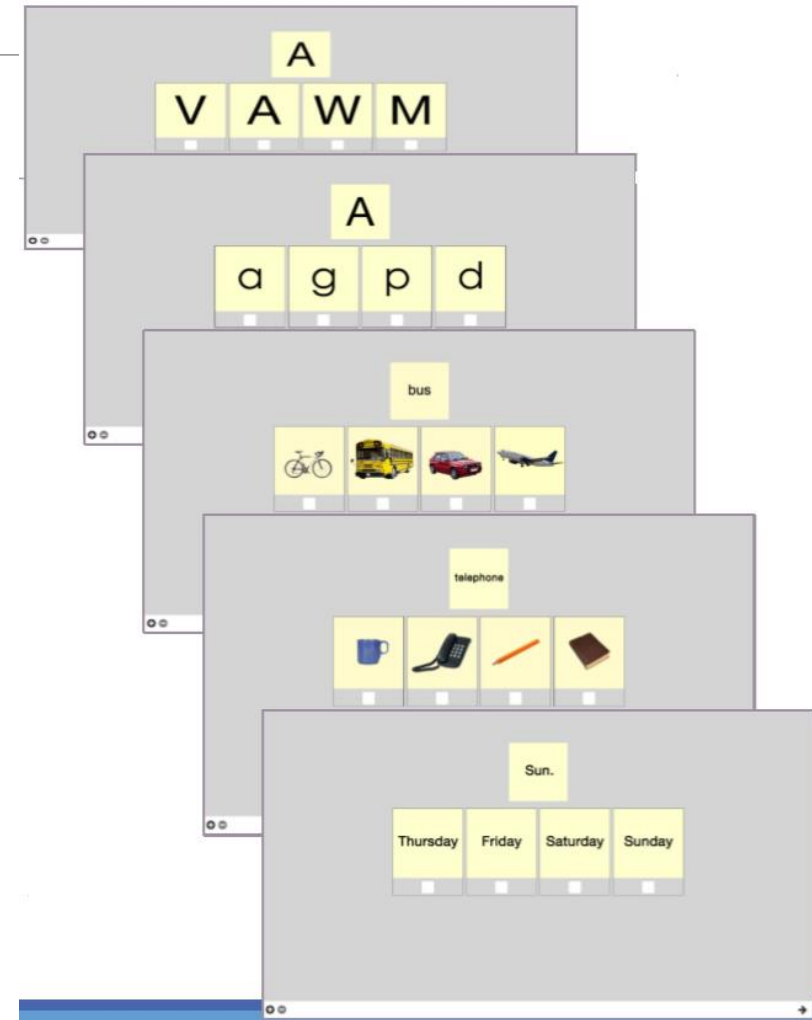 A
V A W M
A
a g p d
bus
telephone
Sun.
Thursday Friday Saturday Sunday